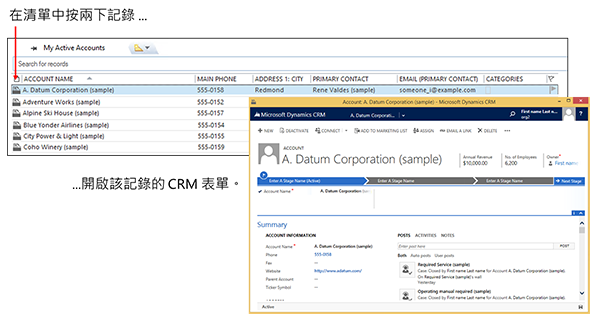 在清單中按兩下記錄 ...
My Active Accounts
Search for records
ACCOUNT NAME MAIN PHONE ADDRESS 1: CITY PRIMARY CONTACT EMAIL (PRIMARY CONTACT) CATEGORIES
A. Datum Corporation (sample) 555-0158 Redmond Rene Valdes (sample) someone_i@example.com
Adventure Works (sample) 555-0152
Alpine Ski House (sample) 555-0157
Blue Yonder Airlines (sample) 555-0154
City Power & Light (sample) 555-0155
Coho Winery (sample) 555-0159
...開啟該記錄的 CRM 表單。
Account: A. Datum Corporation (sample) - Microsoft Dynamics CRM
Microsoft Dynamics CRM A. Datum Corporation (... First name Last n...
org2
NEW DEACTIVATE CONNECT ADD TO MARKETING LIST ASSIGN EMAIL A LINK DELETE ...
ACCOUNT
A. Datum Corporation (sample)
Annual Revenue
$10,000.00
No. of Employees
6,200
Owner*
First name
Enter A Stage Name (Active) Enter A Stage Name Enter A Stage Name Next Stage
Account Name * A. Datum Corporation (sam
Summary
ACCOUNT INFORMATION
Account Name * A. Datum Corporation (sample)
Phone 555-0158
Fax --
Website http://www.adatum.com/
Parent Account --
Ticker Symbol --
POSTS ACTIVITIES NOTES
Enter post here POST
Both Auto posts User posts
Required Service (sample)
Case: Closed by First name Last name for Account A. Datum Corporation (sample).
On Required Service (sample)'s wall
Yesterday
Operating manual required (sample)
Case: Closed by First name Last name for Account A. Datum Corporation (sample).
Active